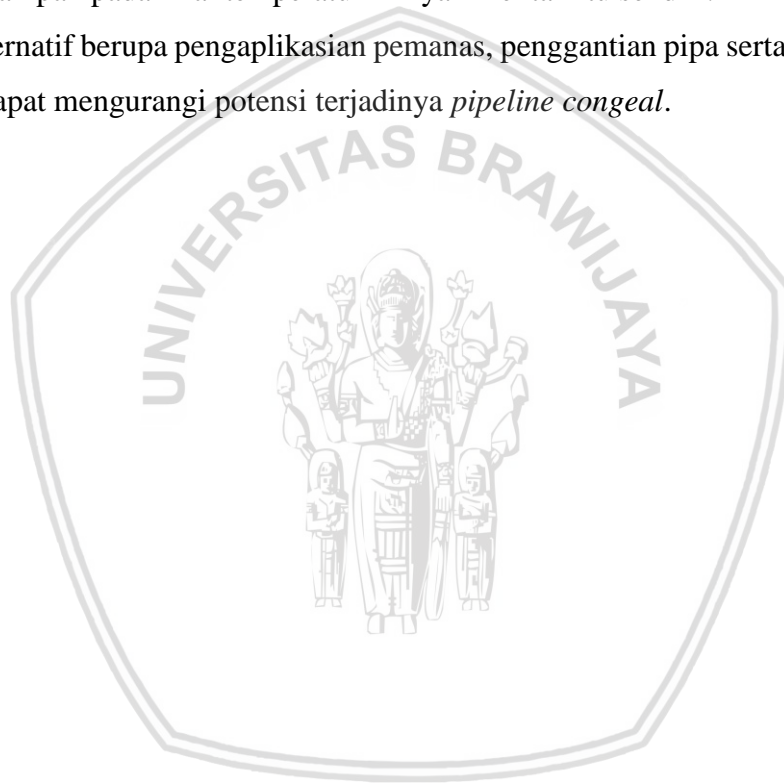 ernatif berupa pengaplikasian pemanas, penggantian pipa serta
apat mengurangi potensi terjadinya pipeline congeal.
UNIVERSITAS BRAWIJAYA